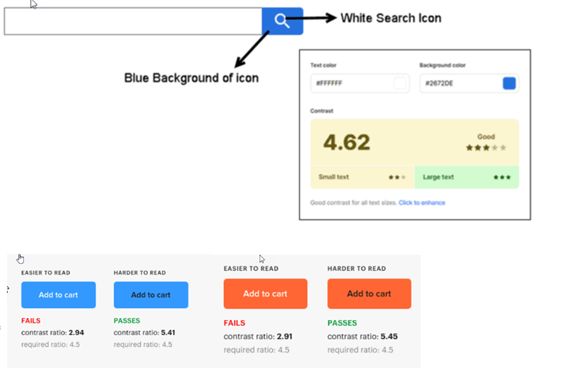 White Search Icon
Blue Background of icon
Text color
Background color
#FFFFFF
#2672DE
Contrast
4.62
Good
Small text
Large text
Good contrast for all text sizes. Click to enhance
EASIER TO READ
HARDER TO READ
EASIER TO READ
HARDER TO READ
Add to cart
Add to cart
Add to cart
Add to cart
FAILS
PASSES
FAILS
PASSES
contrast ratio: 2.94
contrast ratio: 5.41
contrast ratio: 2.91
contrast ratio: 5.45
required ratio: 4.5
required ratio: 4.5
required ratio: 4.5
required ratio: 4.5